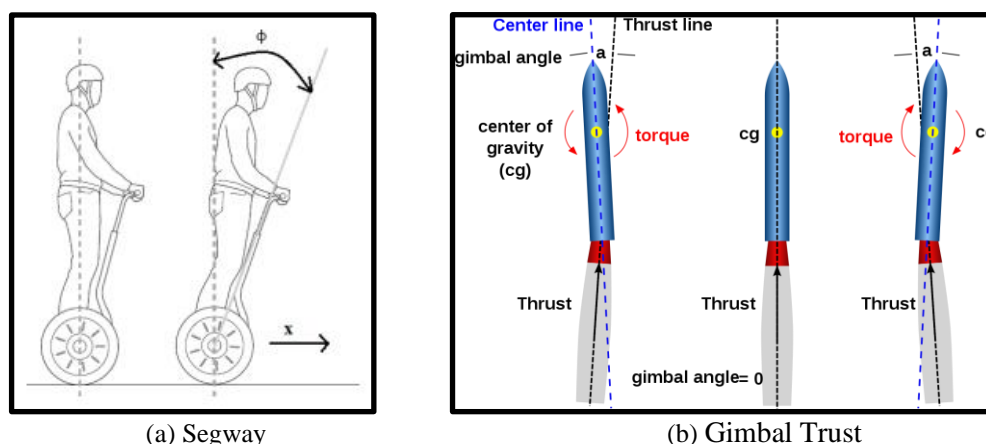 ϕ
x
(a) Segway
Center line
Thrust line
gimbal angle
a
a
center of
gravity
(cg)
torque
cg
torque
Thrust
Thrust
Thrust
gimbal angle = 0
(b) Gimbal Trust